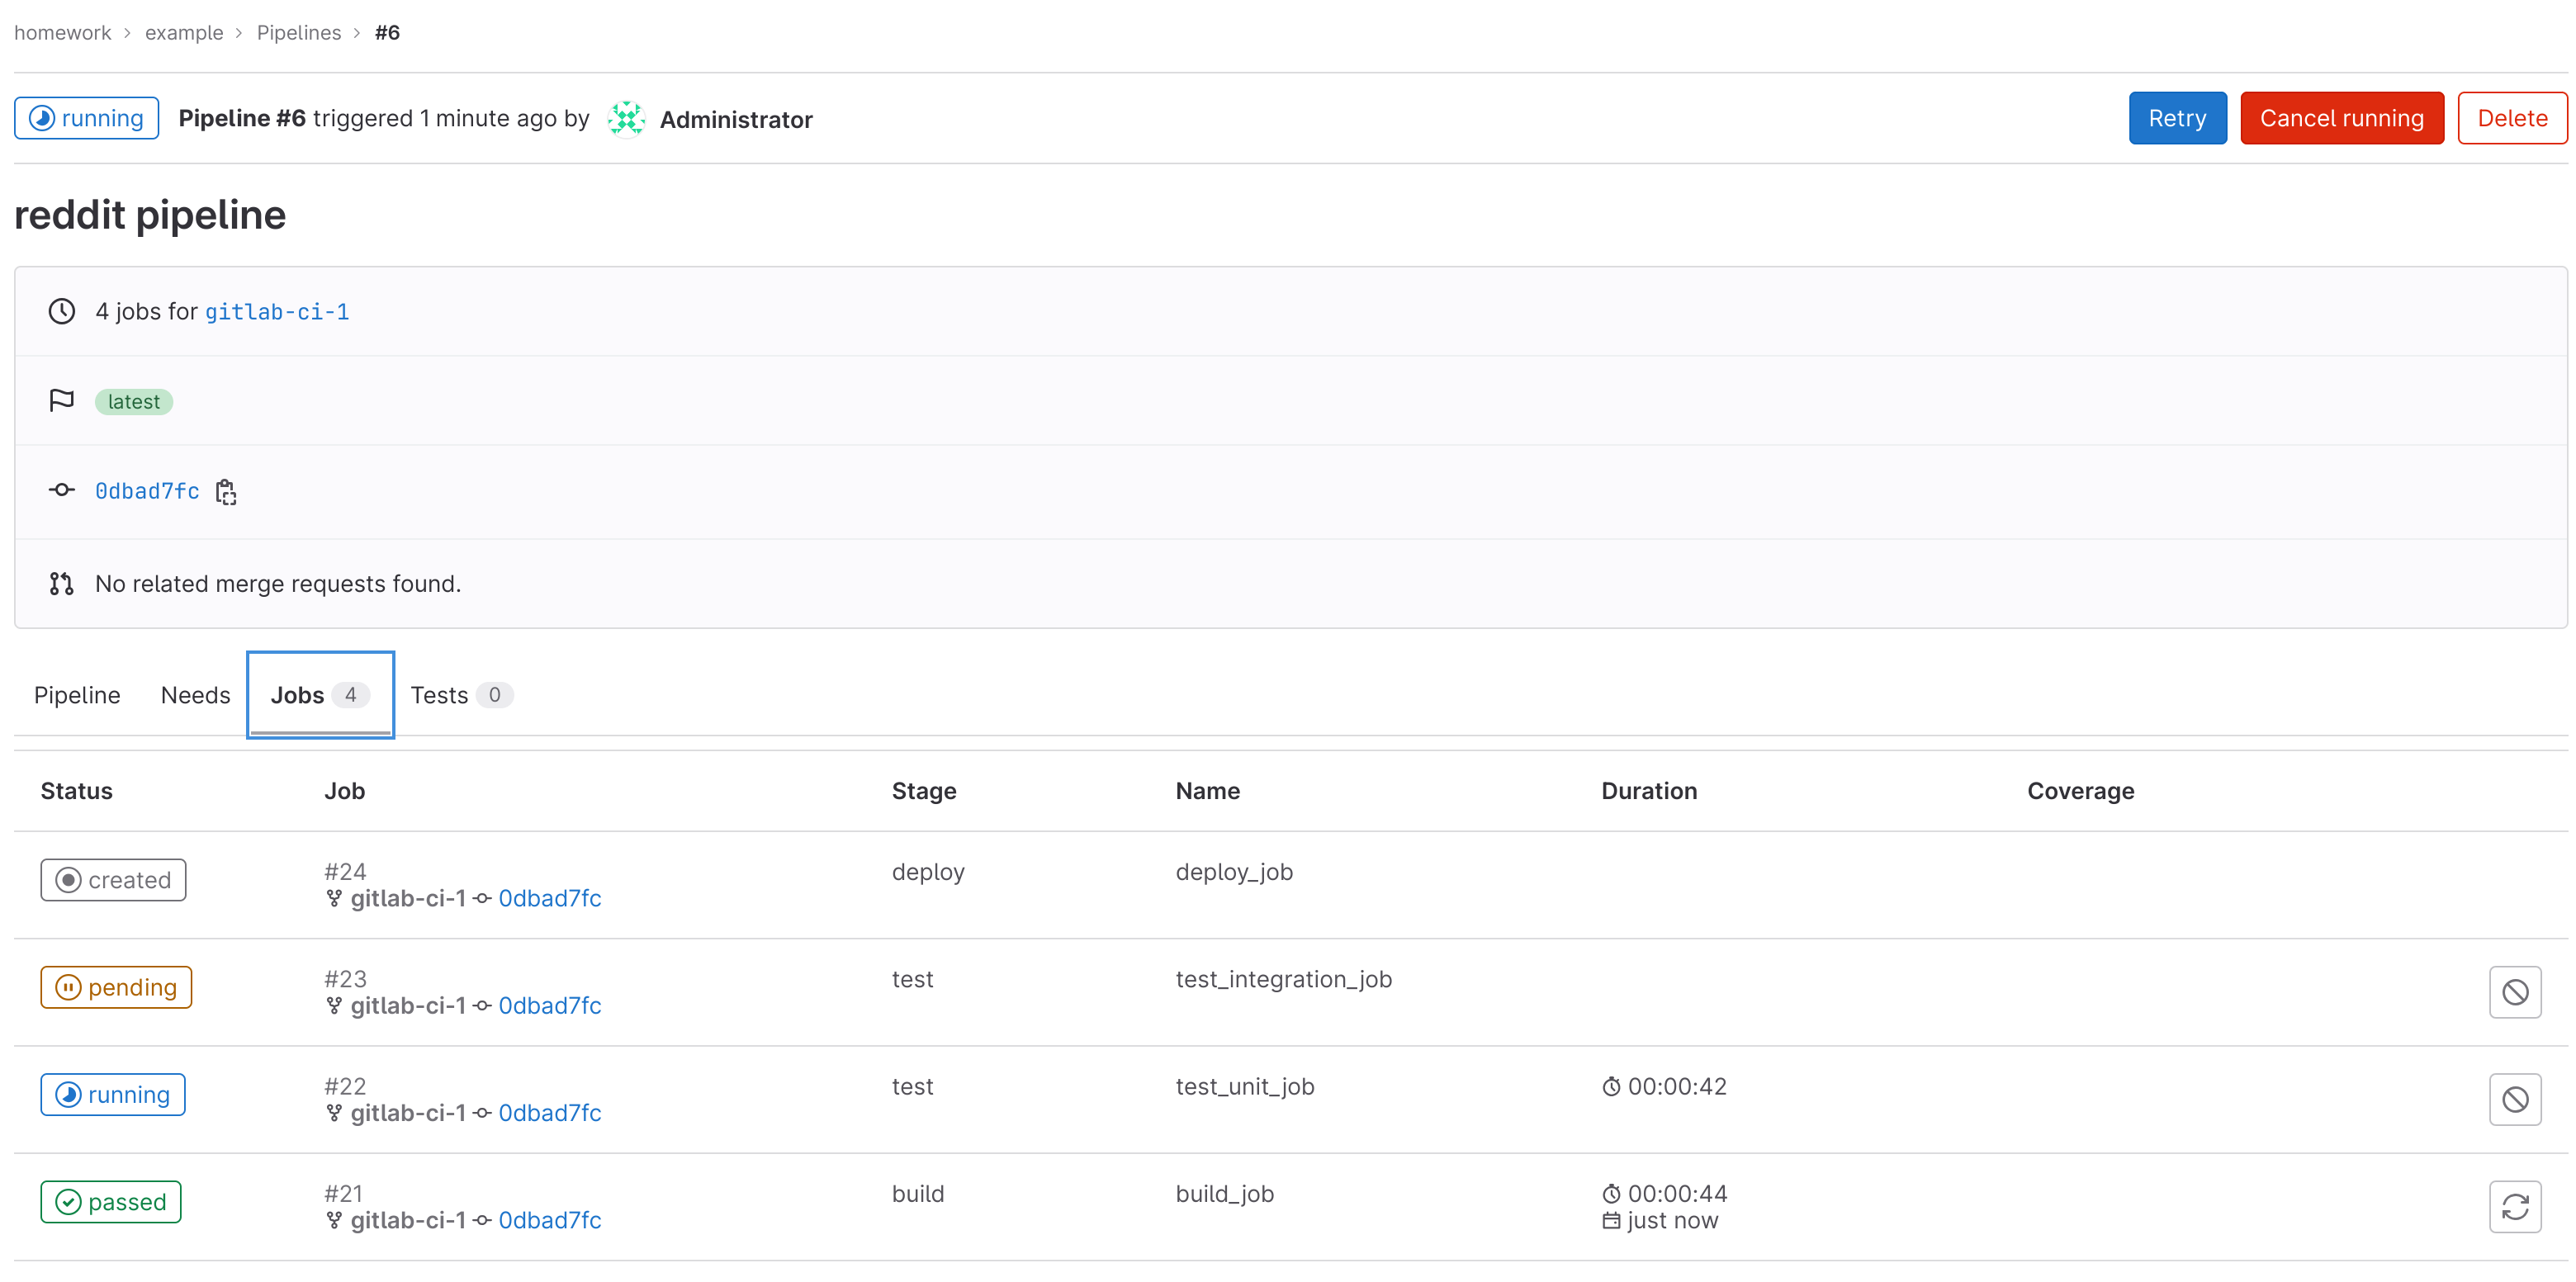 homework > example > Pipelines > #6
running Pipeline #6 triggered 1 minute ago by Administrator Retry Cancel running Delete
reddit pipeline
4 jobs for gitlab-ci-1
latest
0dbad7fc
No related merge requests found.
Pipeline Needs Jobs 4 Tests 0
Status Job Stage Name Duration Coverage
created #24 deploy deploy_job
gitlab-ci-1 0dbad7fc
pending #23 test test_integration_job
gitlab-ci-1 0dbad7fc
running #22 test test_unit_job 00:00:42
gitlab-ci-1 0dbad7fc
passed #21 build build_job 00:00:44
gitlab-ci-1 0dbad7fc just now